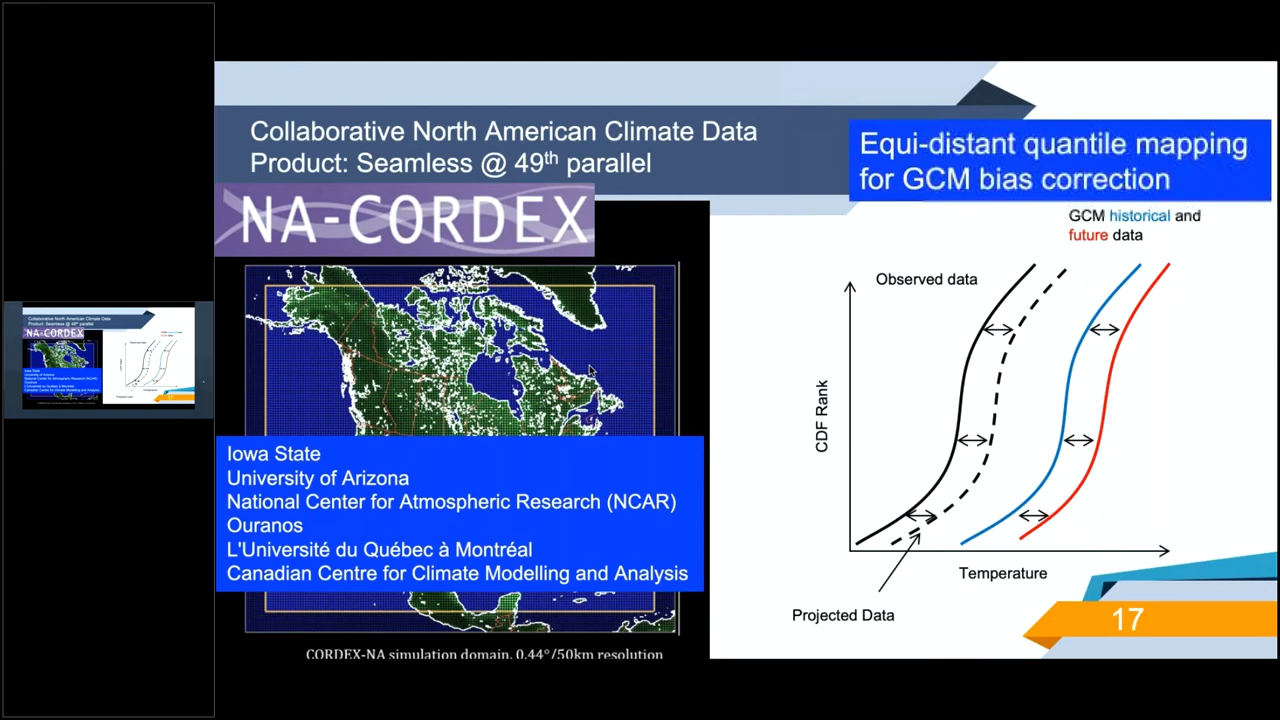 Collaborative North American Climate Data
Product: Seamless @ 49th parallel
NA-CORDEX
Iowa State
University of Arizona
National Center for Atmospheric Research (NCAR)
Ouranos
L'Université du Québec à Montréal
Canadian Centre for Climate Modelling and Analysis
CORDEX-NA simulation domain, 0.44°/50km resolution
Equi-distant quantile mapping
for GCM bias correction
GCM historical and
future data
Observed data
CDF Rank
Temperature
Projected Data
17